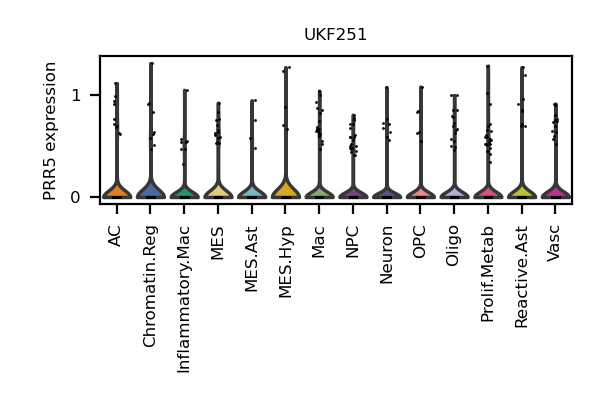 UKF251
PRR5 expression
1
0
AC
Chromatin.Reg
Inflammatory.Mac
MES
MES.Ast
MES.Hyp
Mac
NPC
Neuron
OPC
Oligo
Prolif.Metab
Reactive.Ast
Vasc